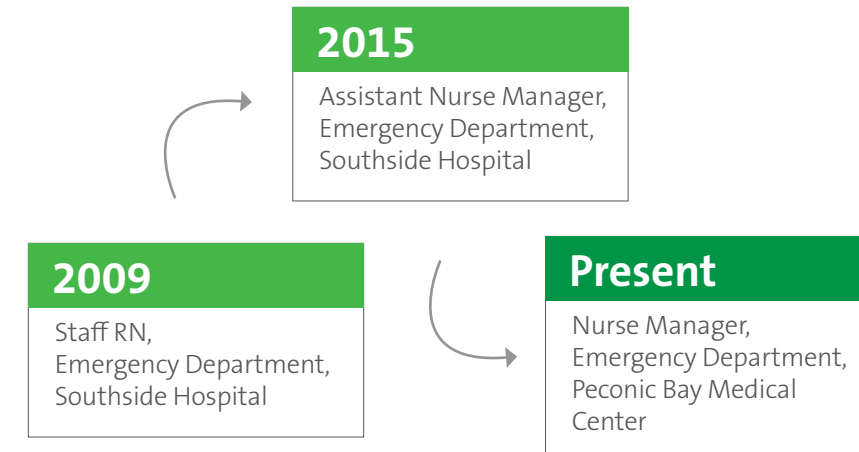 2015
Assistant Nurse Manager,
Emergency Department,
Southside Hospital
2009
Staff RN,
Emergency Department,
Southside Hospital
Present
Nurse Manager,
Emergency Department,
Peconic Bay Medical
Center